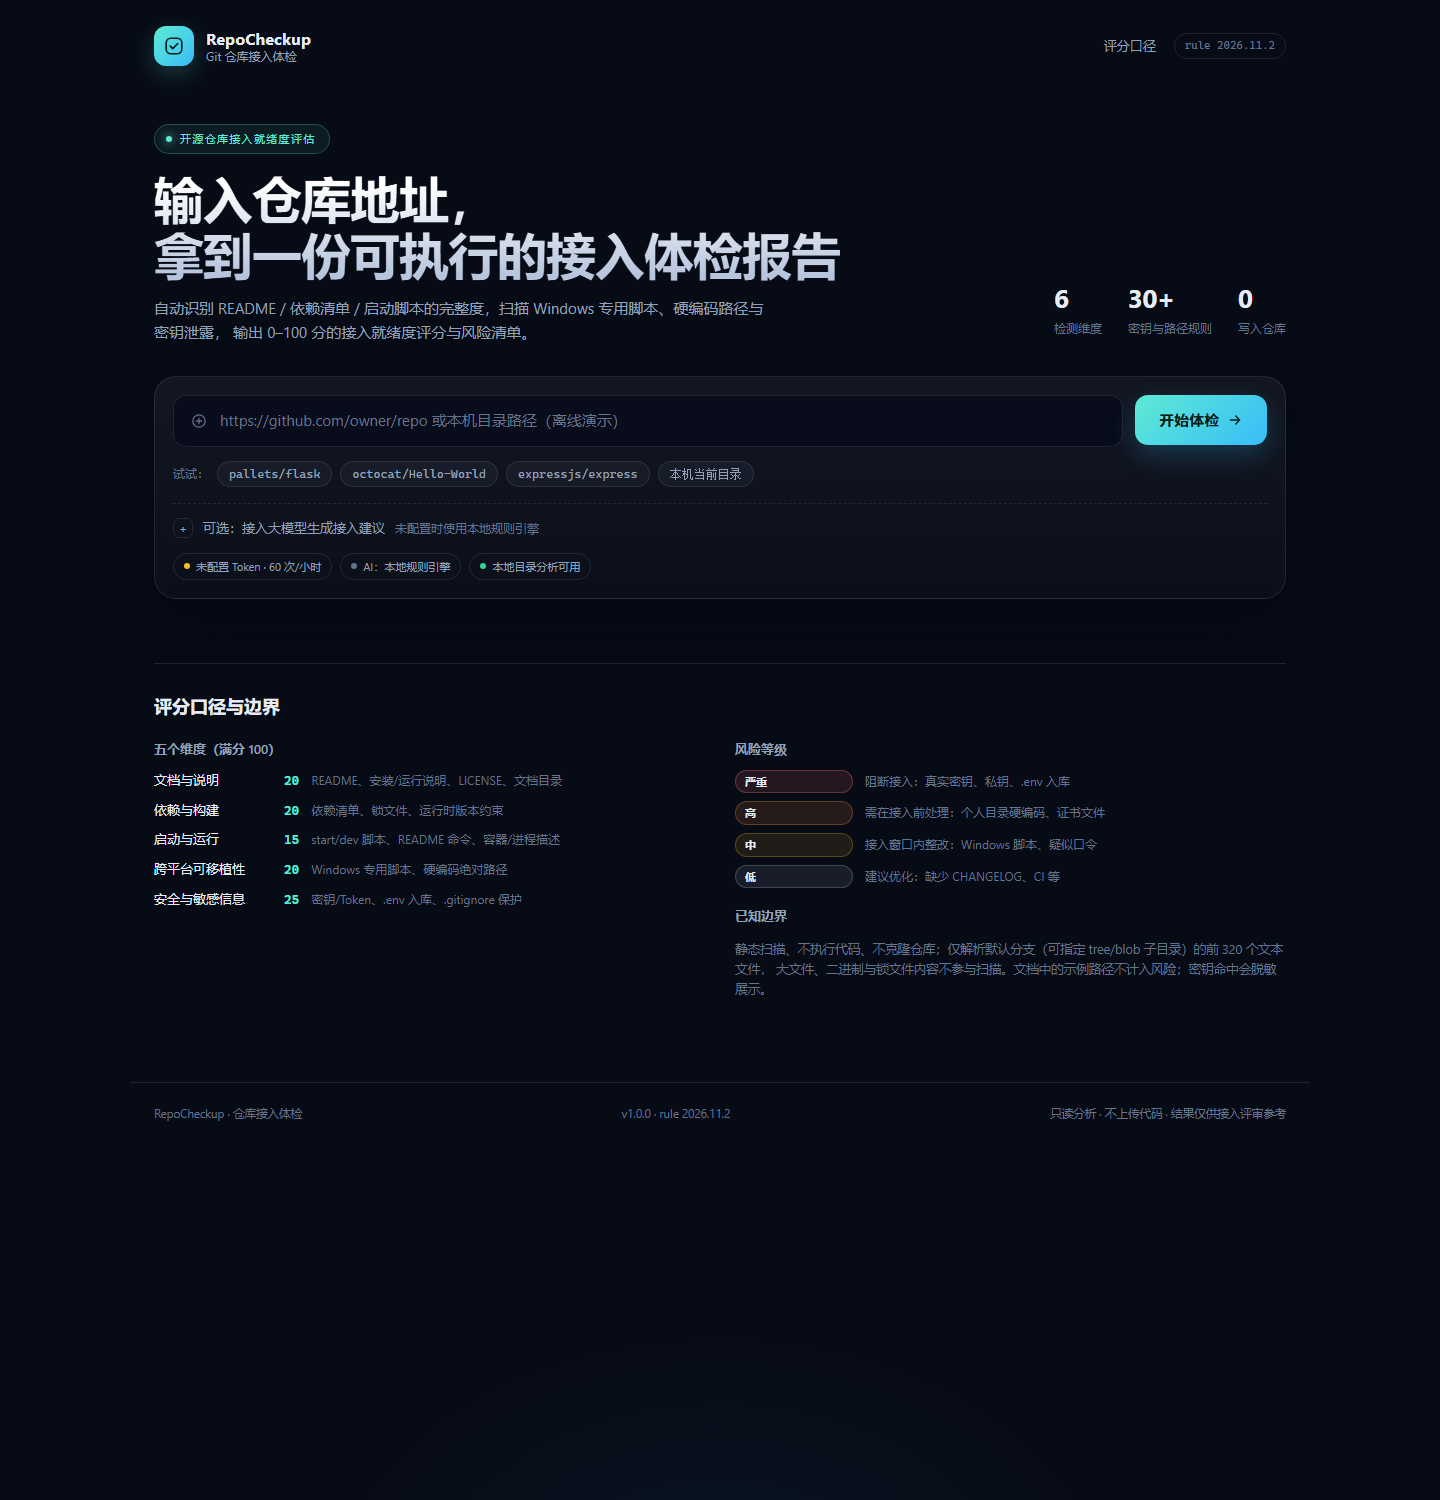 RepoCheckup
Git 仓库接入体检
评分口径
rule 2026.11.2
开源仓库接入就绪度评估
输入仓库地址，
拿到一份可执行的接入体检报告
自动识别 README / 依赖清单 / 启动脚本的完整度，扫描 Windows 专用脚本、硬编码路径与
密钥泄露， 输出 0–100 分的接入就绪度评分与风险清单。
6
检测维度
30+
密钥与路径规则
0
写入仓库
https://github.com/owner/repo 或本机目录路径（离线演示）
开始体检 →
试试：
pallets/flask
octocat/Hello-World
expressjs/express
本机当前目录
+ 可选：接入大模型生成接入建议 未配置时使用本地规则引擎
未配置 Token · 60 次/小时
AI：本地规则引擎
本地目录分析可用
评分口径与边界
五个维度（满分 100）
文档与说明 20 README、安装/运行说明、LICENSE、文档目录
依赖与构建 20 依赖清单、锁文件、运行时版本约束
启动与运行 15 start/dev 脚本、README 命令、容器/进程描述
跨平台可移植性 20 Windows 专用脚本、硬编码绝对路径
安全与敏感信息 25 密钥/Token、.env 入库、.gitignore 保护
风险等级
严重 阻断接入：真实密钥、私钥、.env 入库
高 需在接入前处理：个人目录硬编码、证书文件
中 接入窗口内整改：Windows 脚本、疑似口令
低 建议优化：缺少 CHANGELOG、CI 等
已知边界
静态扫描、不执行代码、不克隆仓库；仅解析默认分支（可指定 tree/blob 子目录）的前 320 个文本
文件， 大文件、二进制与锁文件内容不参与扫描。文档中的示例路径不计入风险；密钥命中会脱敏
展示。
RepoCheckup · 仓库接入体检
v1.0.0 · rule 2026.11.2
只读分析 · 不上传代码 · 结果仅供接入评审参考